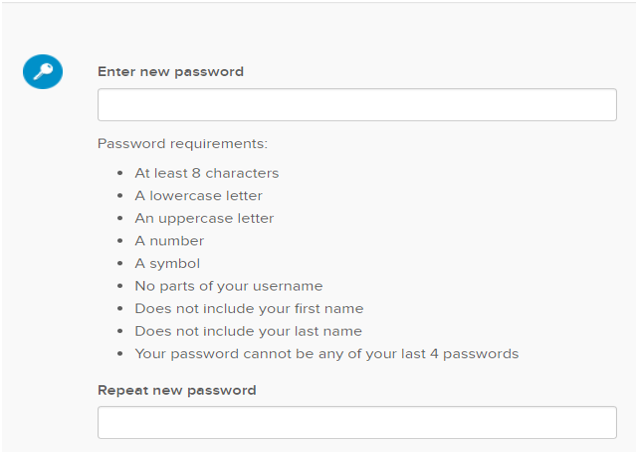 Enter new password
Password requirements:
• At least 8 characters
• A lowercase letter
• An uppercase letter
• A number
• A symbol
• No parts of your username
• Does not include your first name
• Does not include your last name
• Your password cannot be any of your last 4 passwords
Repeat new password